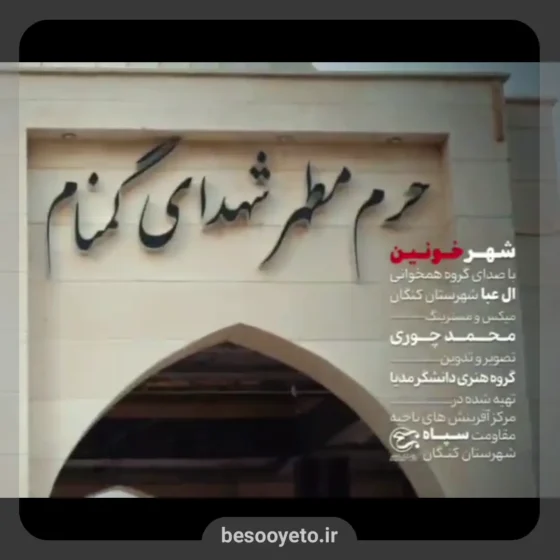 حرم مطهر شهدای گمنام
شهر خونین
با صدای گروه همخوانی
ال عبا شهرستان کنگان
میکس و مسترینگ
محمد چوری
تصویر و تدوین
گروه هنری دانشگر مدیا
تهیه شده در
مرکز آفرینش های ناحیه
مقاومت سپاه
شهرستان کنگان
besooyeto.ir